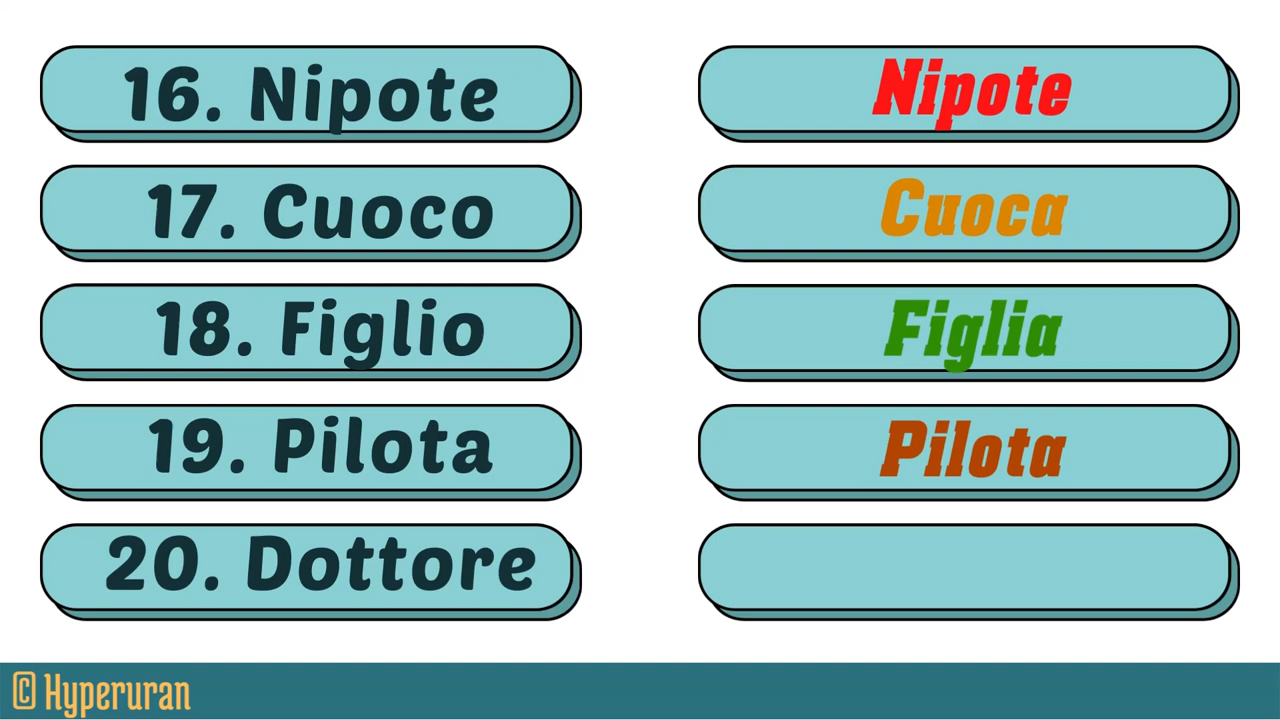 16. Nipote
Nipote
17. Cuoco
Cuoca
18. Figlio
Figlia
19. Pilota
Pilota
20. Dottore
© Hyperuran